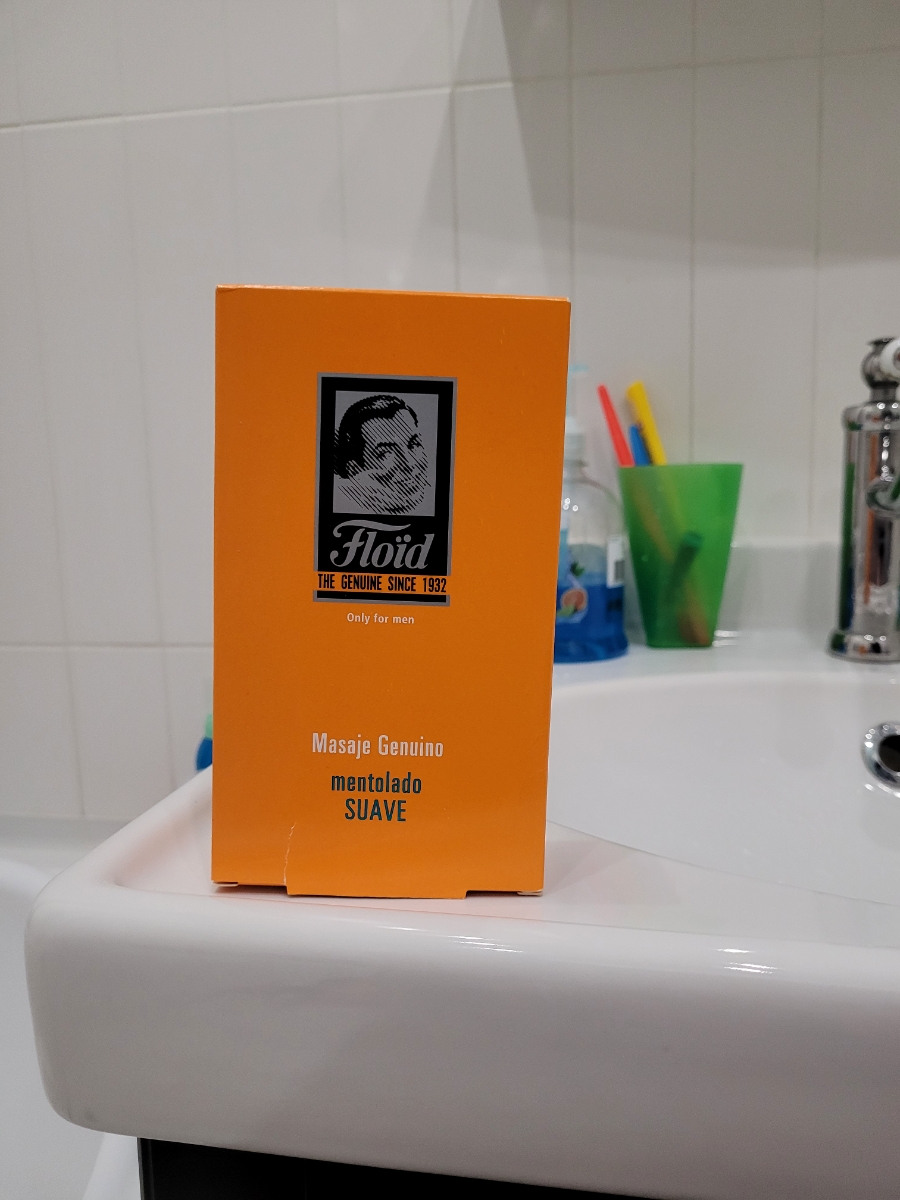 Floïd
THE GENUINE SINCE 1932
Only for men
Masaje Genuino
mentolado
SUAVE